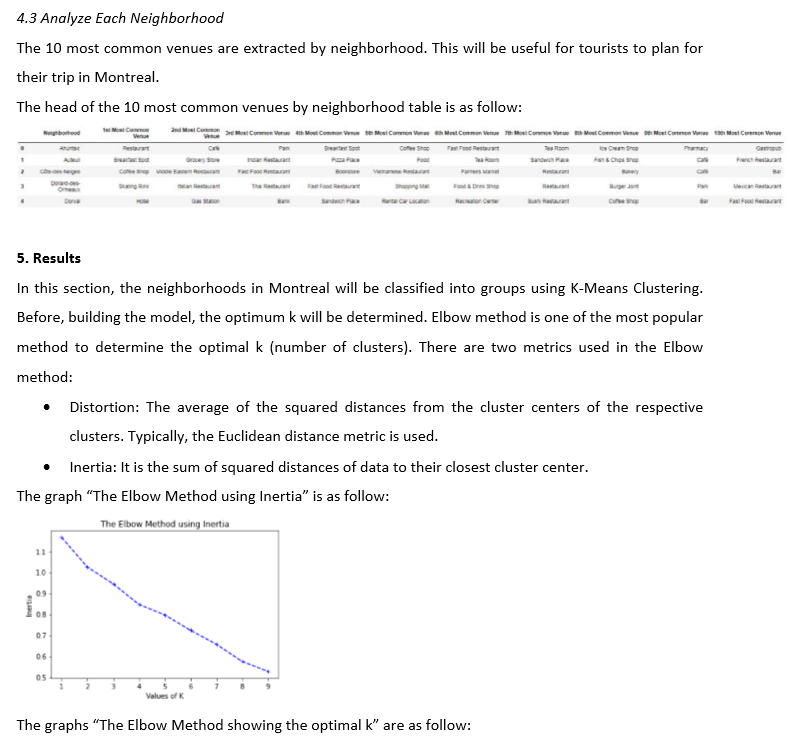 4.3 Analyze Each Neighborhood
The 10 most common venues are extracted by neighborhood. This will be useful for tourists to plan for
their trip in Montreal.
The head of the 10 most common venues by neighborhood table is as follow:
Neighborhood 1st Most Common Venue 2nd Most Common Venue 3rd Most Common Venue 4th Most Common Venue 5th Most Common Venue 6th Most Common Venue 7th Most Common Venue 8th Most Common Venue 9th Most Common Venue 10th Most Common Venue
0 Ahuntsic Restaurant Café Park Breakfast Spot Coffee Shop Fast Food Restaurant Tea Room Ice Cream Shop Pharmacy Gastropub
1 Auteuil Breakfast Spot Grocery Store Indian Restaurant Pizza Place Food Tea Room Sandwich Place Fish & Chips Shop Café French Restaurant
2 Côte-des-Neiges Coffee Shop Middle Eastern Restaurant Fast Food Restaurant Bookstore Vietnamese Restaurant Farmers Market Restaurant Bakery Café Bar
3 Dollard-des-Ormeaux Skating Rink Italian Restaurant Thai Restaurant Fast Food Restaurant Shopping Mall Food & Drink Shop Restaurant Burger Joint Park Mexican Restaurant
4 Dorval Hotel Gas Station Bank Sandwich Place Rental Car Location Recreation Center Sushi Restaurant Coffee Shop Bar Fast Food Restaurant
5. Results
In this section, the neighborhoods in Montreal will be classified into groups using K-Means Clustering.
Before, building the model, the optimum k will be determined. Elbow method is one of the most popular
method to determine the optimal k (number of clusters). There are two metrics used in the Elbow
method:
• Distortion: The average of the squared distances from the cluster centers of the respective
clusters. Typically, the Euclidean distance metric is used.
• Inertia: It is the sum of squared distances of data to their closest cluster center.
The graph “The Elbow Method using Inertia” is as follow:
The Elbow Method using Inertia
1.1
1.0
0.9
0.8
0.7
0.6
0.5
Inertia
1 2 3 4 5 6 7 8 9
Values of K
The graphs “The Elbow Method showing the optimal k” are as follow: